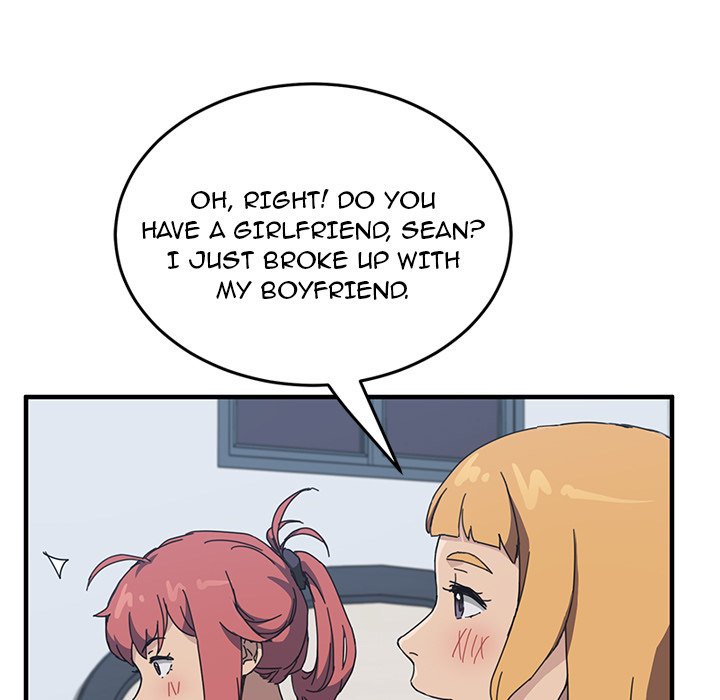 OH, RIGHT! DO YOU
HAVE A GIRLFRIEND, SEAN?
I JUST BROKE UP WITH
MY BOYFRIEND.